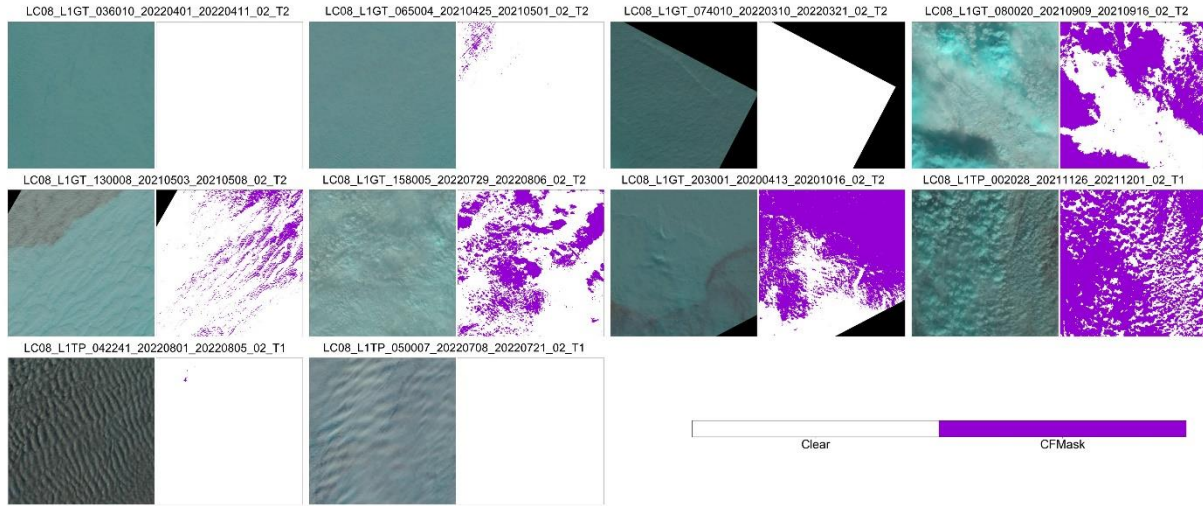 LC08_L1GT_036010_20220401_20220411_02_T2
LC08_L1GT_065004_20210425_20210501_02_T2
LC08_L1GT_074010_20220310_20220321_02_T2
LC08_L1GT_080020_20210909_20210916_02_T2
LC08_L1GT_130008_20210503_20210508_02_T2
LC08_L1GT_158005_20220729_20220806_02_T2
LC08_L1GT_203001_20200413_20201016_02_T2
LC08_L1TP_002028_20211126_20211201_02_T1
LC08_L1TP_042241_20220801_20220805_02_T1
LC08_L1TP_050007_20220708_20220721_02_T1
Clear
CFMask